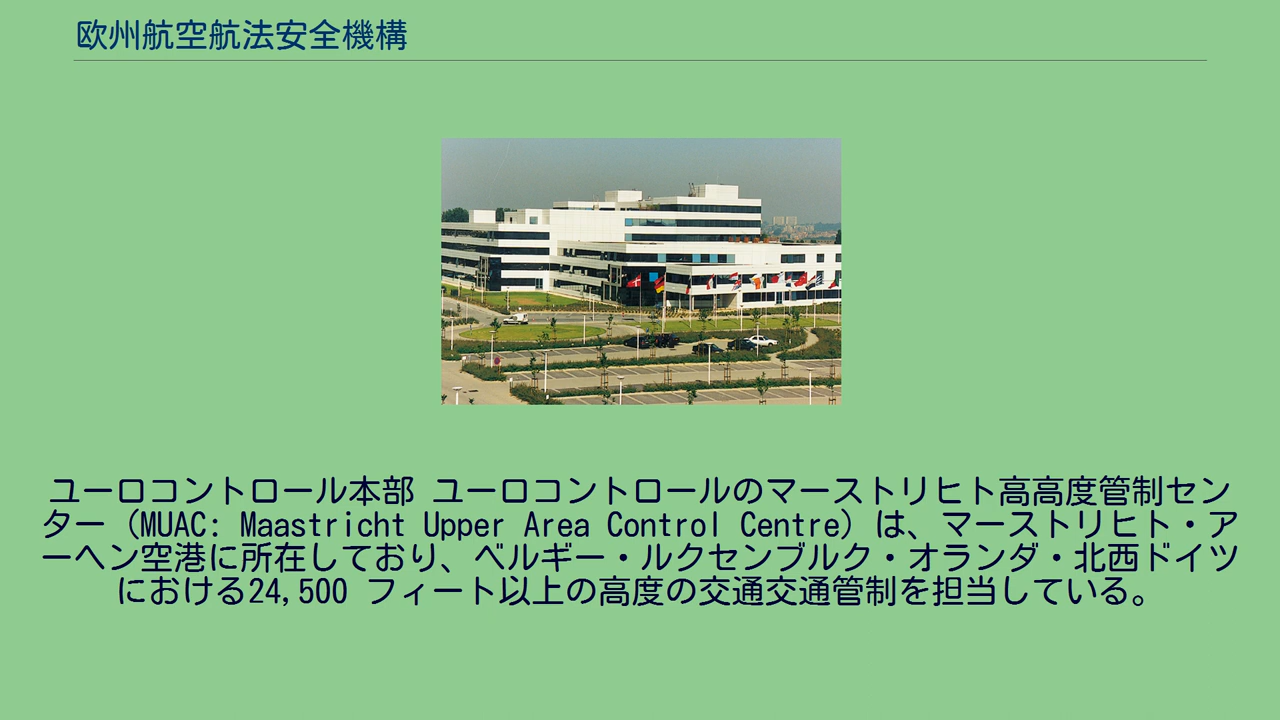 欧州航空航法安全機構
ユーロコントロール本部 ユーロコントロールのマーストリヒト高高度管制セン
ター（MUAC: Maastricht Upper Area Control Centre）は、マーストリヒト・ア
ーヘン空港に所在しており、ベルギー・ルクセンブルク・オランダ・北西ドイツ
における24,500 フィート以上の高度の交通交通管制を担当している。